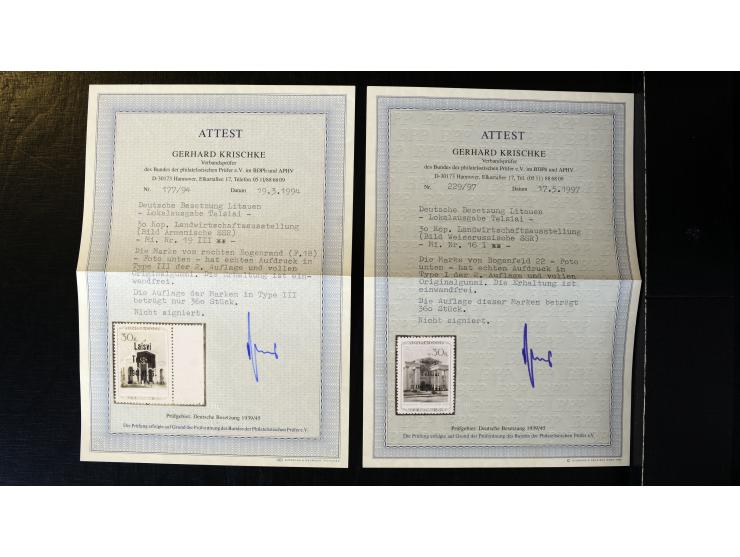 ATTEST
GERHARD KRISCHKE
Verbandsprüfer
des Bundes der philatelistischen Prüfer e.V. im BDPh und APHV
D-30173 Hannover, Elkartallee 17, Telefon 05 11/88 68 09
Nr. 177/94 Datum 19.3.1994
Deutsche Besetzung Litauen
- Lokalausgabe Telsiai -
30 Kop. Landwirtschaftsausstellung
(Bild Armenische SSR)
- Mi. Nr. 19 III ** -
Die Marke vom rechten Bogenrand (F.18)
- Foto unten - hat echten Aufdruck in
Type III der 2. Auflage und vollen
Originalgummi. Die Erhaltung ist ein-
wandfrei.
Die Auflage der Marken in Type III
beträgt nur 360 Stück.
Nicht signiert.
30K
Laisvi
Prüfgebiet: Deutsche Besetzung 1939/45
Die Prüfung erfolgte auf Grund der Prüfordnung des Bundes der Philatelistischen Prüfer e.V.
ATTEST
GERHARD KRISCHKE
Verbandsprüfer
des Bundes der philatelistischen Prüfer e.V. im BDPh und APHV
D-30173 Hannover, Elkartallee 17, Tel. (05 11) 88 68 09
Nr. 229/97 Datum 17.5.1997
Deutsche Besetzung Litauen
- Lokalausgabe Telsiai -
30 Kop. Landwirtschaftsausstellung
(Bild Weissrussische SSR)
- Mi. Nr. 16 I ** -
Die Marke von Bogenfeld 22 - Foto
unten - hat echten Aufdruck in
Type I der 2. Auflage und vollen
Originalgummi. Die Erhaltung ist
einwandfrei.
Die Auflage dieser Marken beträgt
360 Stück.
Nicht signiert.
30K
Prüfgebiet: Deutsche Besetzung 1939/45
Die Prüfung erfolgte auf Grund der Prüfordnung des Bundes der Philatelistischen Prüfer e.V.